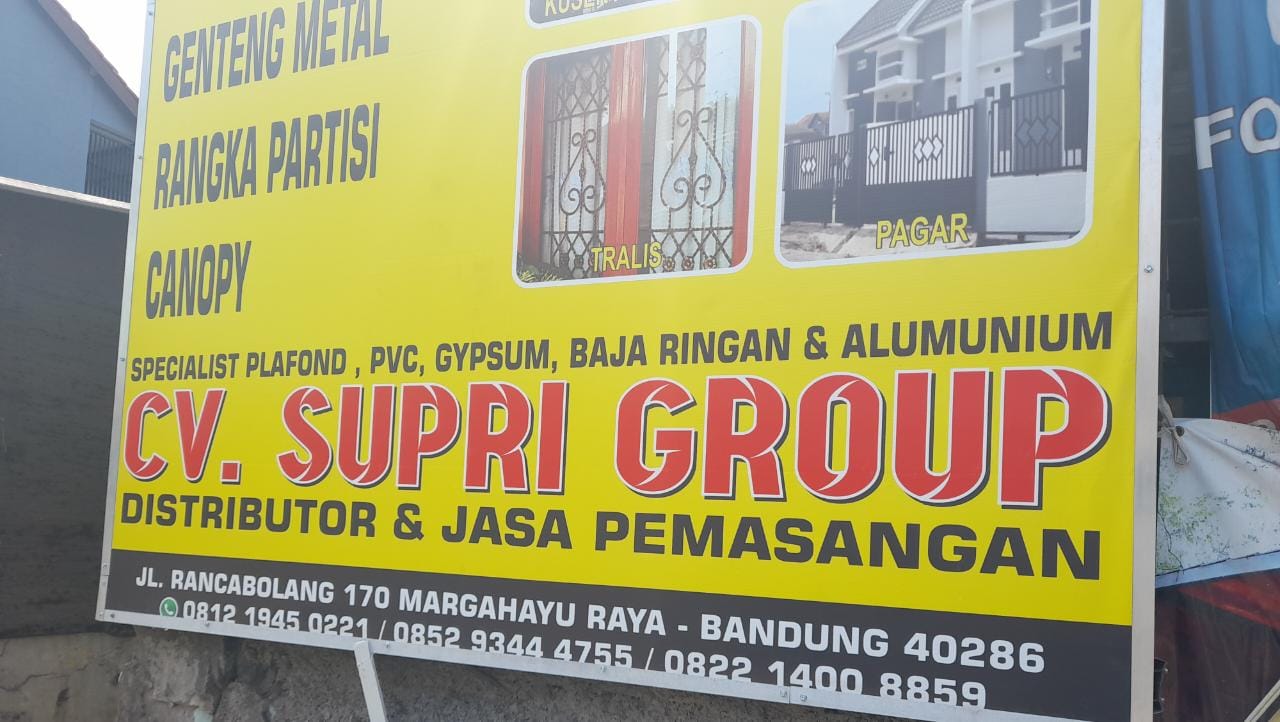 GENTENG METAL
RANGKA PARTISI
CANOPY
TRALIS
PAGAR
SPECIALIST PLAFOND , PVC, GYPSUM, BAJA RINGAN & ALUMUNIUM
CV. SUPRI GROUP
DISTRIBUTOR & JASA PEMASANGAN
JL. RANCABOLANG 170 MARGAHAYU RAYA - BANDUNG 40286
0812 1945 0221 / 0852 9344 4755 / 0822 1400 8859